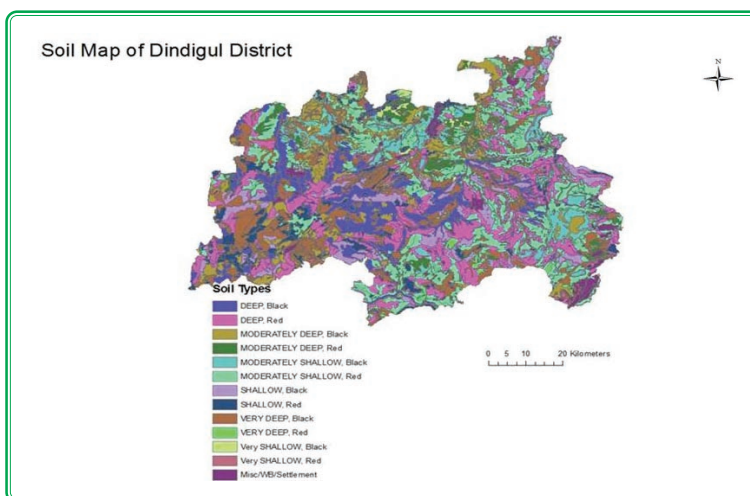 Soil Map of Dindigul District
N
Soil Types
DEEP, Black
DEEP, Red
MODERATELY DEEP, Black
MODERATELY DEEP, Red
MODERATELY SHALLOW, Black
MODERATELY SHALLOW, Red
SHALLOW, Black
SHALLOW, Red
VERY DEEP, Black
VERY DEEP, Red
Very SHALLOW, Black
Very SHALLOW, Red
Misc/WB/Settlement
0 5 10 20 Kilometers